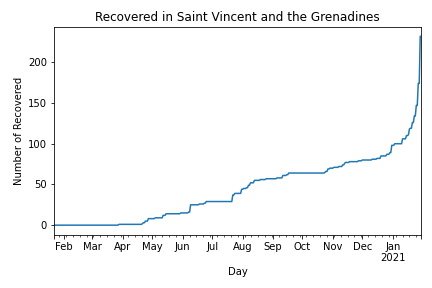 Recovered in Saint Vincent and the Grenadines
Number of Recovered
200
150
100
50
0
Feb Mar Apr May Jun Jul Aug Sep Oct Nov Dec Jan
2021
Day